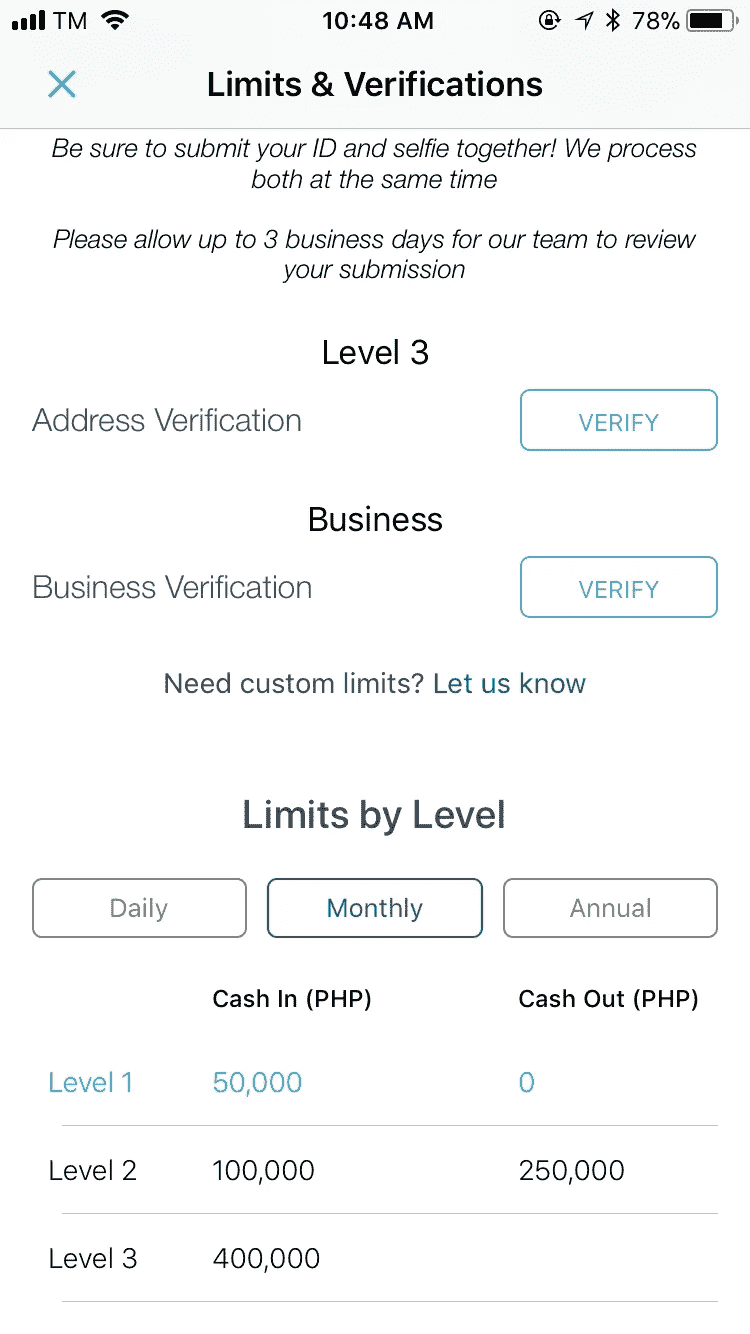 TM 10:48 AM 78%
Limits & Verifications
Be sure to submit your ID and selfie together! We process
both at the same time
Please allow up to 3 business days for our team to review
your submission
Level 3
Address Verification VERIFY
Business
Business Verification VERIFY
Need custom limits? Let us know
Limits by Level
Daily Monthly Annual
Cash In (PHP) Cash Out (PHP)
Level 1 50,000 0
Level 2 100,000 250,000
Level 3 400,000